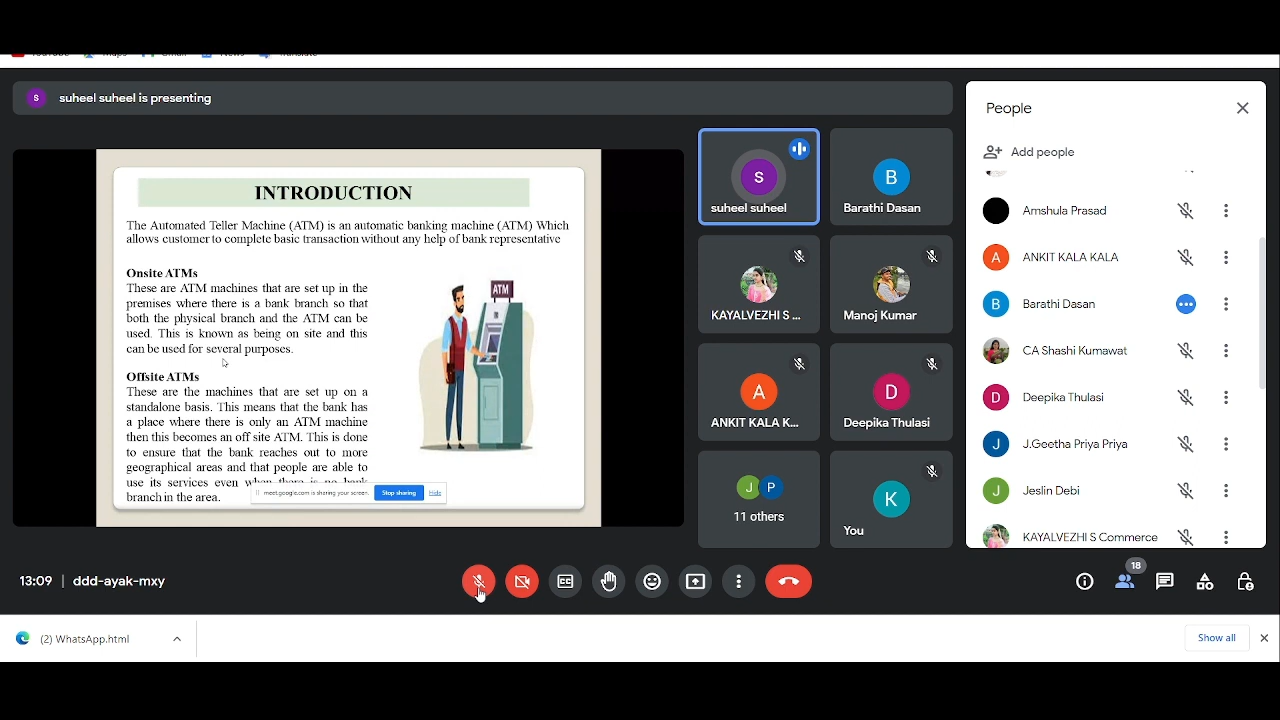 suheel suheel is presenting
INTRODUCTION
The Automated Teller Machine (ATM) is an automatic banking machine (ATM) Which
allows customer to complete basic transaction without any help of bank representative
Onsite ATMs
These are ATM machines that are set up in the
premises where there is a bank branch so that
both the physical branch and the ATM can be
used. This is known as being on site and this
can be used for several purposes.
Offsite ATMs
These are the machines that are set up on a
standalone basis. This means that the bank has
a place where there is only an ATM machine
then this becomes an off site ATM. This is done
to ensure that the bank reaches out to more
geographical areas and that people are able to
use its services even when there is no bank
branch in the area.
ATM
meet.google.com is sharing your screen.
Stop sharing
Hide
S
suheel suheel
B
Barathi Dasan
KAYALVEZHI S ...
Manoj Kumar
A
ANKIT KALA K...
D
Deepika Thulasi
J P
11 others
K
You
People
Add people
Amshula Prasad
A ANKIT KALA KALA
B Barathi Dasan
CA Shashi Kumawat
D Deepika Thulasi
J J.Geetha Priya Priya
J Jeslin Debi
KAYALVEZHI S Commerce
13:09 | ddd-ayak-mxy
18
(2) WhatsApp.html
Show all